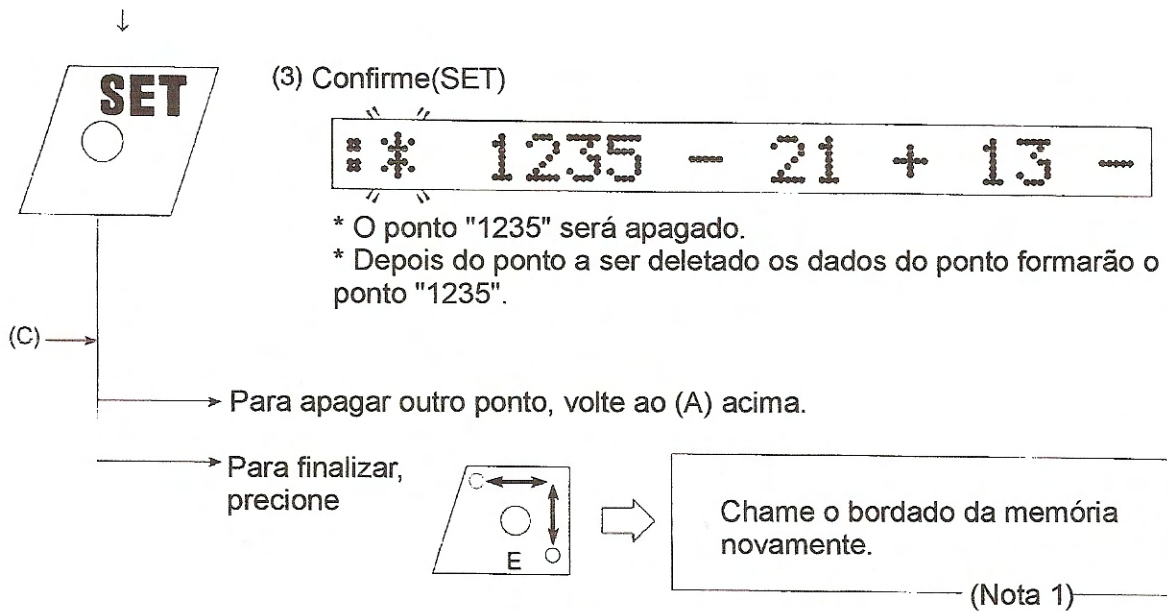 SET
(3) Confirme(SET)
:* 1235 - 21 + 13 -
* O ponto "1235" será apagado.
* Depois do ponto a ser deletado os dados do ponto formarão o
ponto "1235".
(C)
Para apagar outro ponto, volte ao (A) acima.
Para finalizar,
precione
E
Chame o bordado da memória
novamente.
(Nota 1)